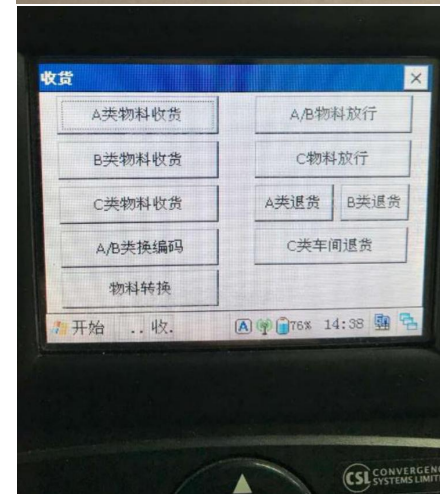 收货
A类物料收货
A/B物料放行
B类物料收货
C物料放行
C类物料收货
A类退货 B类退货
A/B类换编码
C类车间退货
物料转换
开始 ..收. A 76% 14:38
CSL CONVERGENC
SYSTEMS LIMIT